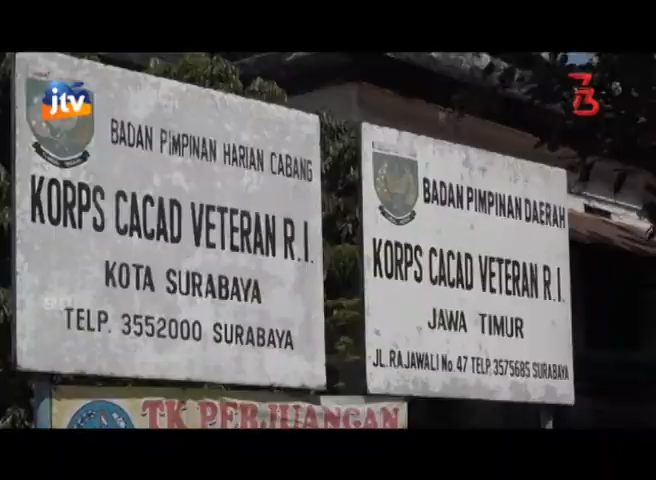 jtv
BADAN PIMPINAN HARIAN CABANG
KORPS CACAD VETERAN R.I.
KOTA SURABAYA
TELP. 3552000 SURABAYA
BADAN PIMPINAN DAERAH
KORPS CACAD VETERAN R.I.
JAWA TIMUR
JL. RAJAWALI No. 47 TELP. 3575685 SURABAYA
TK PERJUANGAN